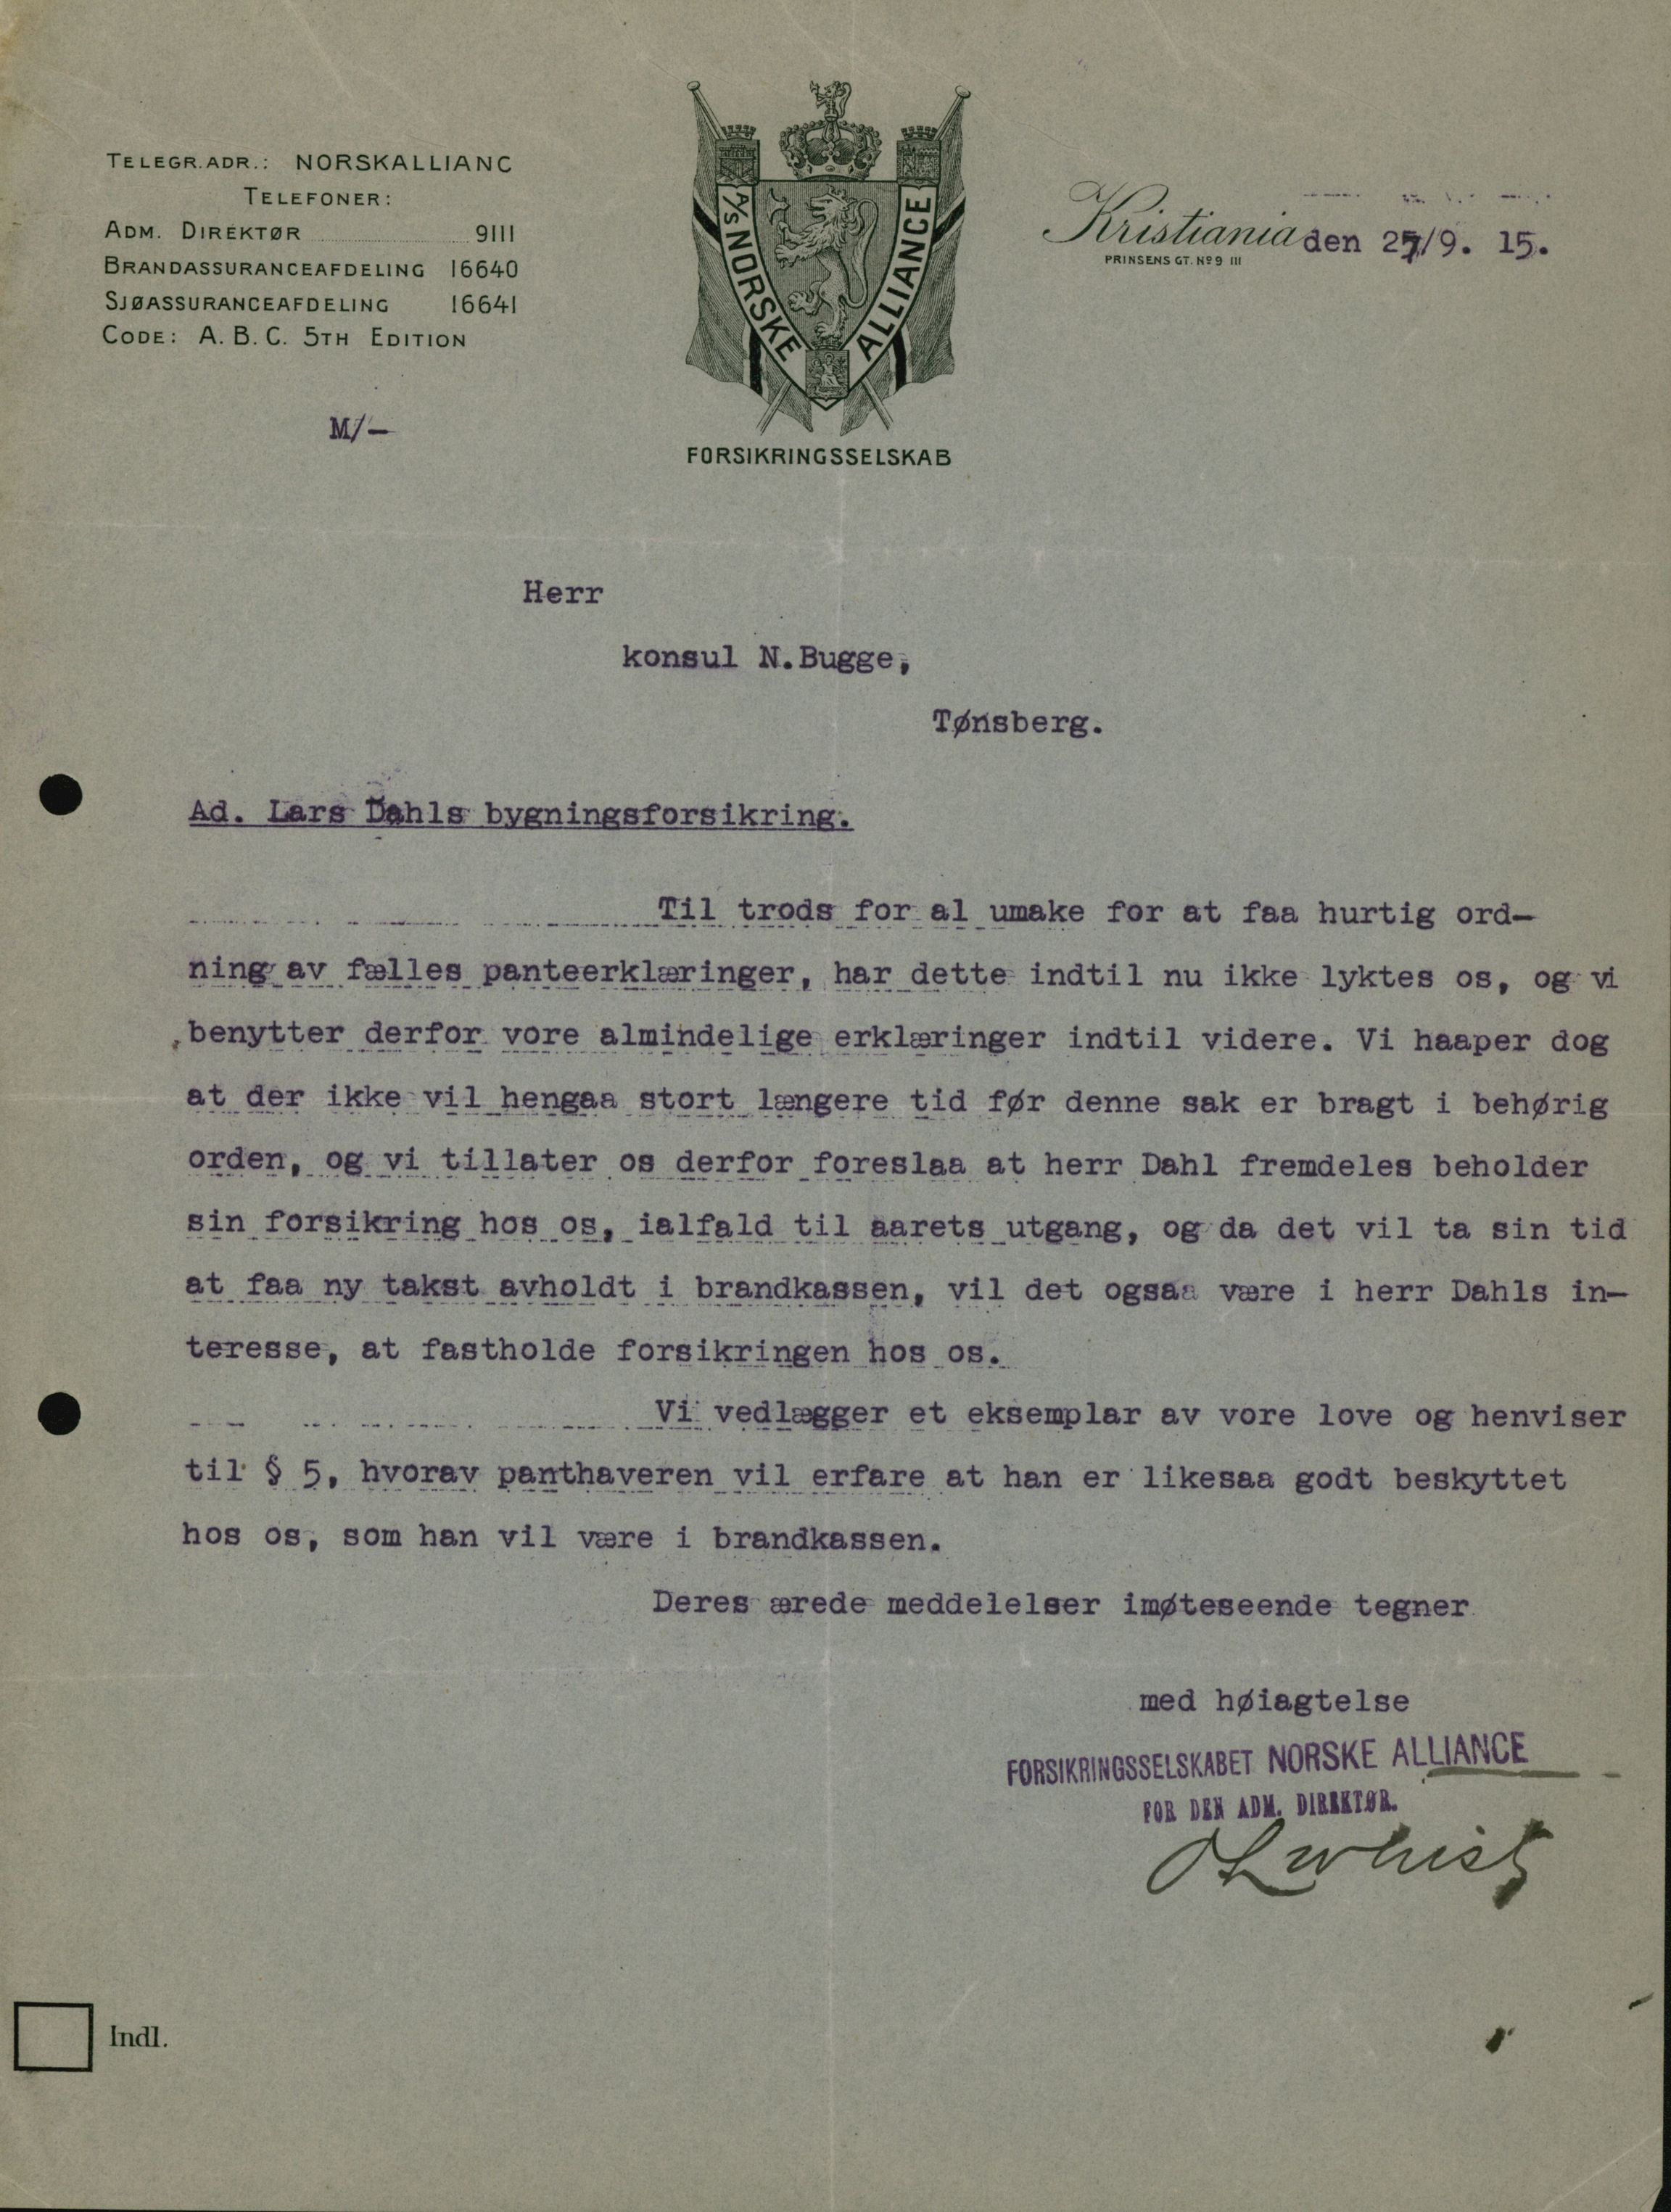 TELEGR.ADR.: NORSKALLIANC
TELEFONER:
ADM. DIREKTØR 9111
BRANDASSURANCEAFDELING 16640
SJØASSURANCEAFDELING 16641
CODE: A. B. C. 5TH EDITION
M/—
A/S NORSKE ALLIANCE
FORSIKRINGSSELSKAB
Kristiania den 27/9. 15.
PRINSENS GT. Nº 9 III
Herr
konsul N.Bugge,
Tønsberg.
Ad. Lars Dahls bygningsforsikring.
Til trods for al umake for at faa hurtig ord-
ning av fælles panteerklæringer, har dette indtil nu ikke lyktes os, og vi
benytter derfor vore almindelige erklæringer indtil videre. Vi haaper dog
at der ikke vil hengaa stort længere tid før denne sak er bragt i behørig
orden, og vi tillater os derfor foreslaa at herr Dahl fremdeles beholder
sin forsikring hos os, ialfald til aarets utgang, og da det vil ta sin tid
at faa ny takst avholdt i brandkassen, vil det ogsaa være i herr Dahls in-
teresse, at fastholde forsikringen hos os.
Vi vedlægger et eksemplar av vore love og henviser
til § 5, hvorav panthaveren vil erfare at han er likesaa godt beskyttet
hos os, som han vil være i brandkassen.
Deres ærede meddelelser imøteseende tegner
med høiagtelse
FORSIKRINGSSELSKABET NORSKE ALLIANCE
FOR DEN ADM. DIREKTØR.
Indl.